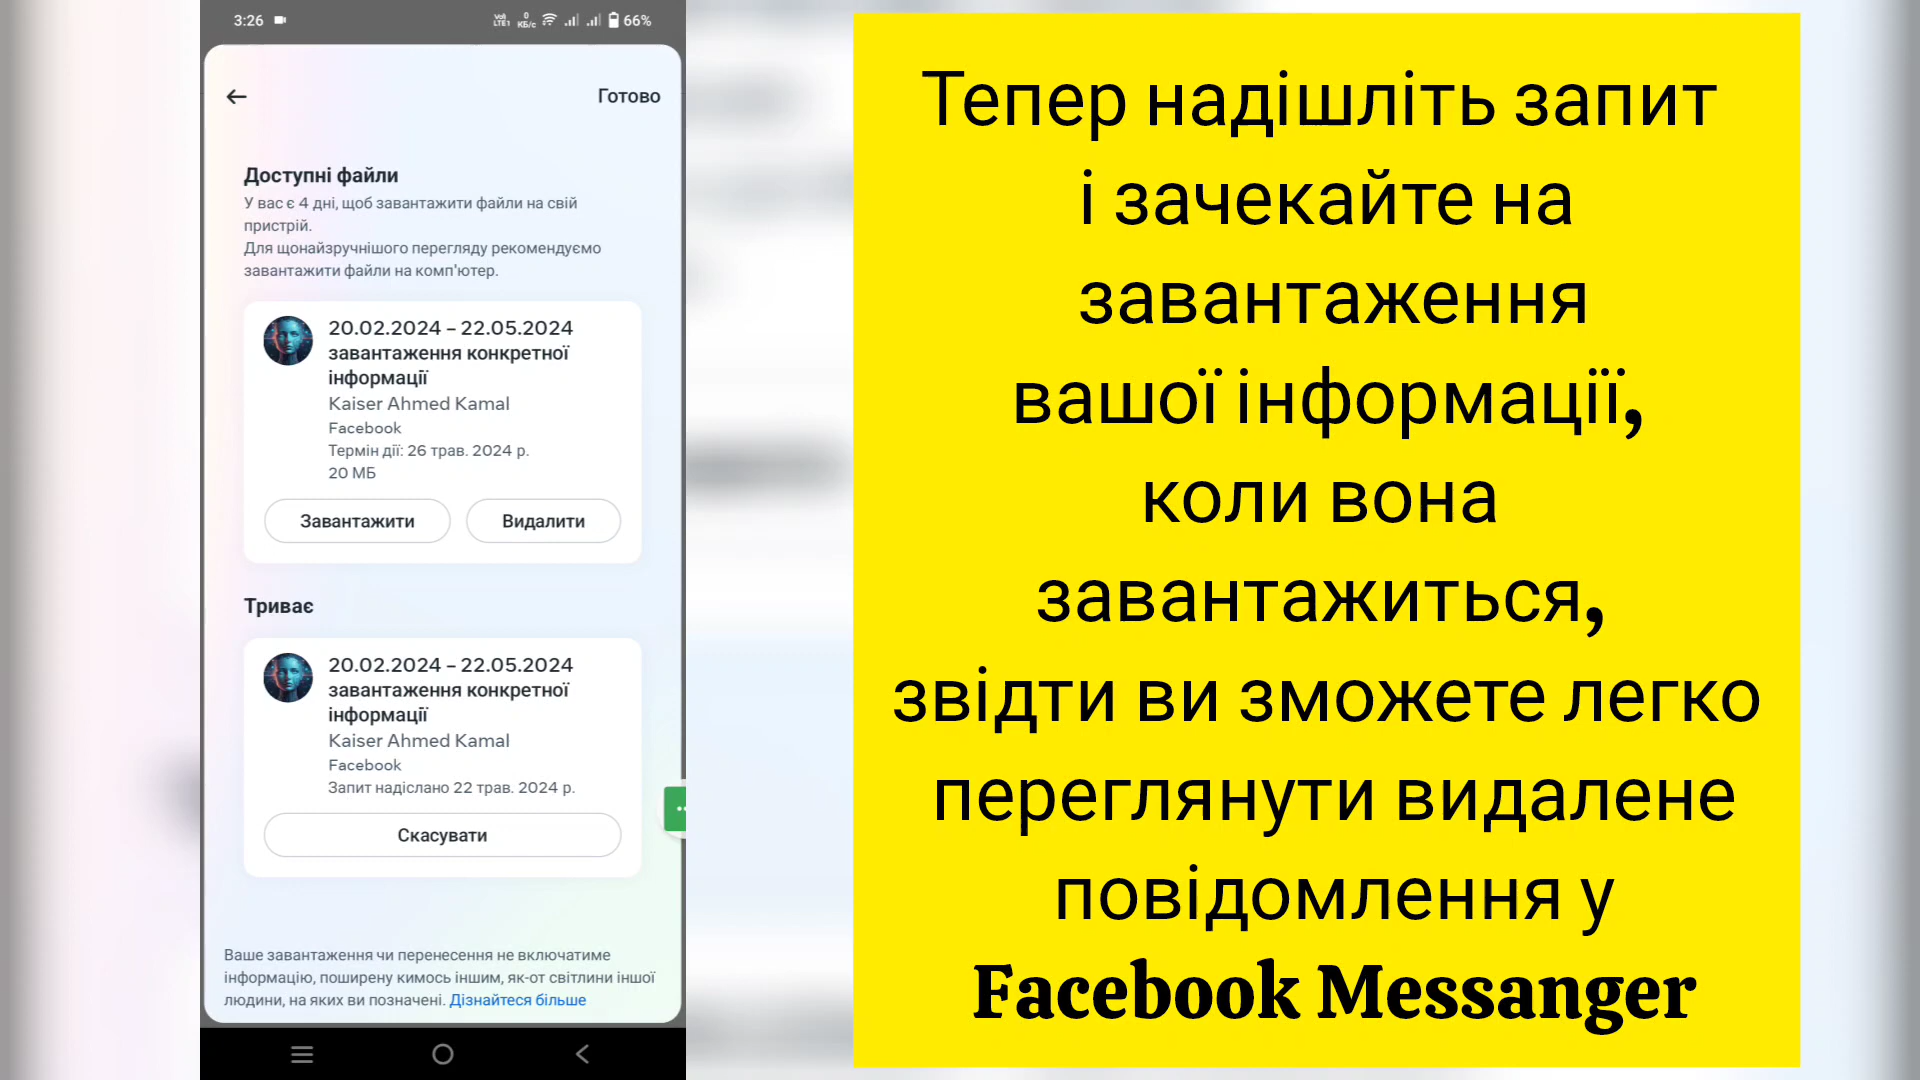 3:26
Vo) LTE1 0 КБ/с 66%
Готово
Доступні файли
У вас є 4 дні, щоб завантажити файли на свій
пристрій.
Для щонайзручнішого перегляду рекомендуємо
завантажити файли на комп'ютер.
20.02.2024 – 22.05.2024
завантаження конкретної
інформації
Kaiser Ahmed Kamal
Facebook
Термін дії: 26 трав. 2024 р.
20 МБ
Завантажити
Видалити
Триває
20.02.2024 – 22.05.2024
завантаження конкретної
інформації
Kaiser Ahmed Kamal
Facebook
Запит надіслано 22 трав. 2024 р.
Скасувати
Ваше завантаження чи перенесення не включатиме
інформацію, поширену кимось іншим, як-от світлини іншої
людини, на яких ви позначені. Дізнайтеся більше
Тепер надішліть запит
і зачекайте на
завантаження
вашої інформації,
коли вона
завантажиться,
звідти ви зможете легко
переглянути видалене
повідомлення у
Facebook Messanger